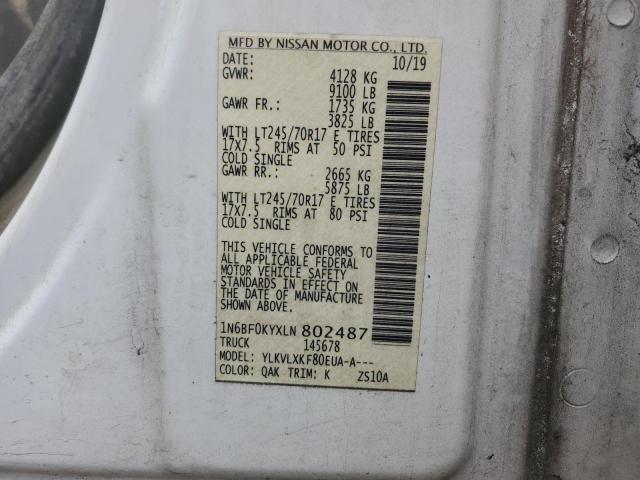 MFD BY NISSAN MOTOR CO., LTD.
DATE: 10/19
GVWR: 4128 KG
9100 LB
GAWR FR.: 1735 KG
3825 LB
WITH LT245/70R17 E TIRES
17X7.5 RIMS AT 50 PSI
COLD SINGLE
GAWR RR.: 2665 KG
5875 LB
WITH LT245/70R17 E TIRES
17X7.5 RIMS AT 80 PSI
COLD SINGLE
THIS VEHICLE CONFORMS TO
ALL APPLICABLE FEDERAL
MOTOR VEHICLE SAFETY
STANDARDS IN EFFECT ON
THE DATE OF MANUFACTURE
SHOWN ABOVE.
1N6BF0KYXLN 802487
TRUCK 145678
MODEL: YLKVLXKF80EUA-A---
COLOR: QAK TRIM: K ZS10A